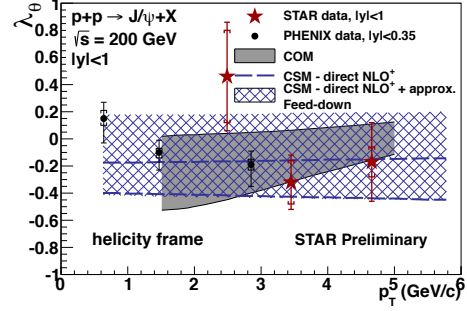 λθ
p+p → J/ψ+X
√s = 200 GeV
|y|<1
STAR data, |y|<1
PHENIX data, |y|<0.35
COM
CSM - direct NLO⁺
CSM - direct NLO⁺ + approx.
Feed-down
1
0.8
0.6
0.4
0.2
0
-0.2
-0.4
-0.6
-0.8
-1
helicity frame
STAR Preliminary
0 1 2 3 4 5 6
p_T (GeV/c)